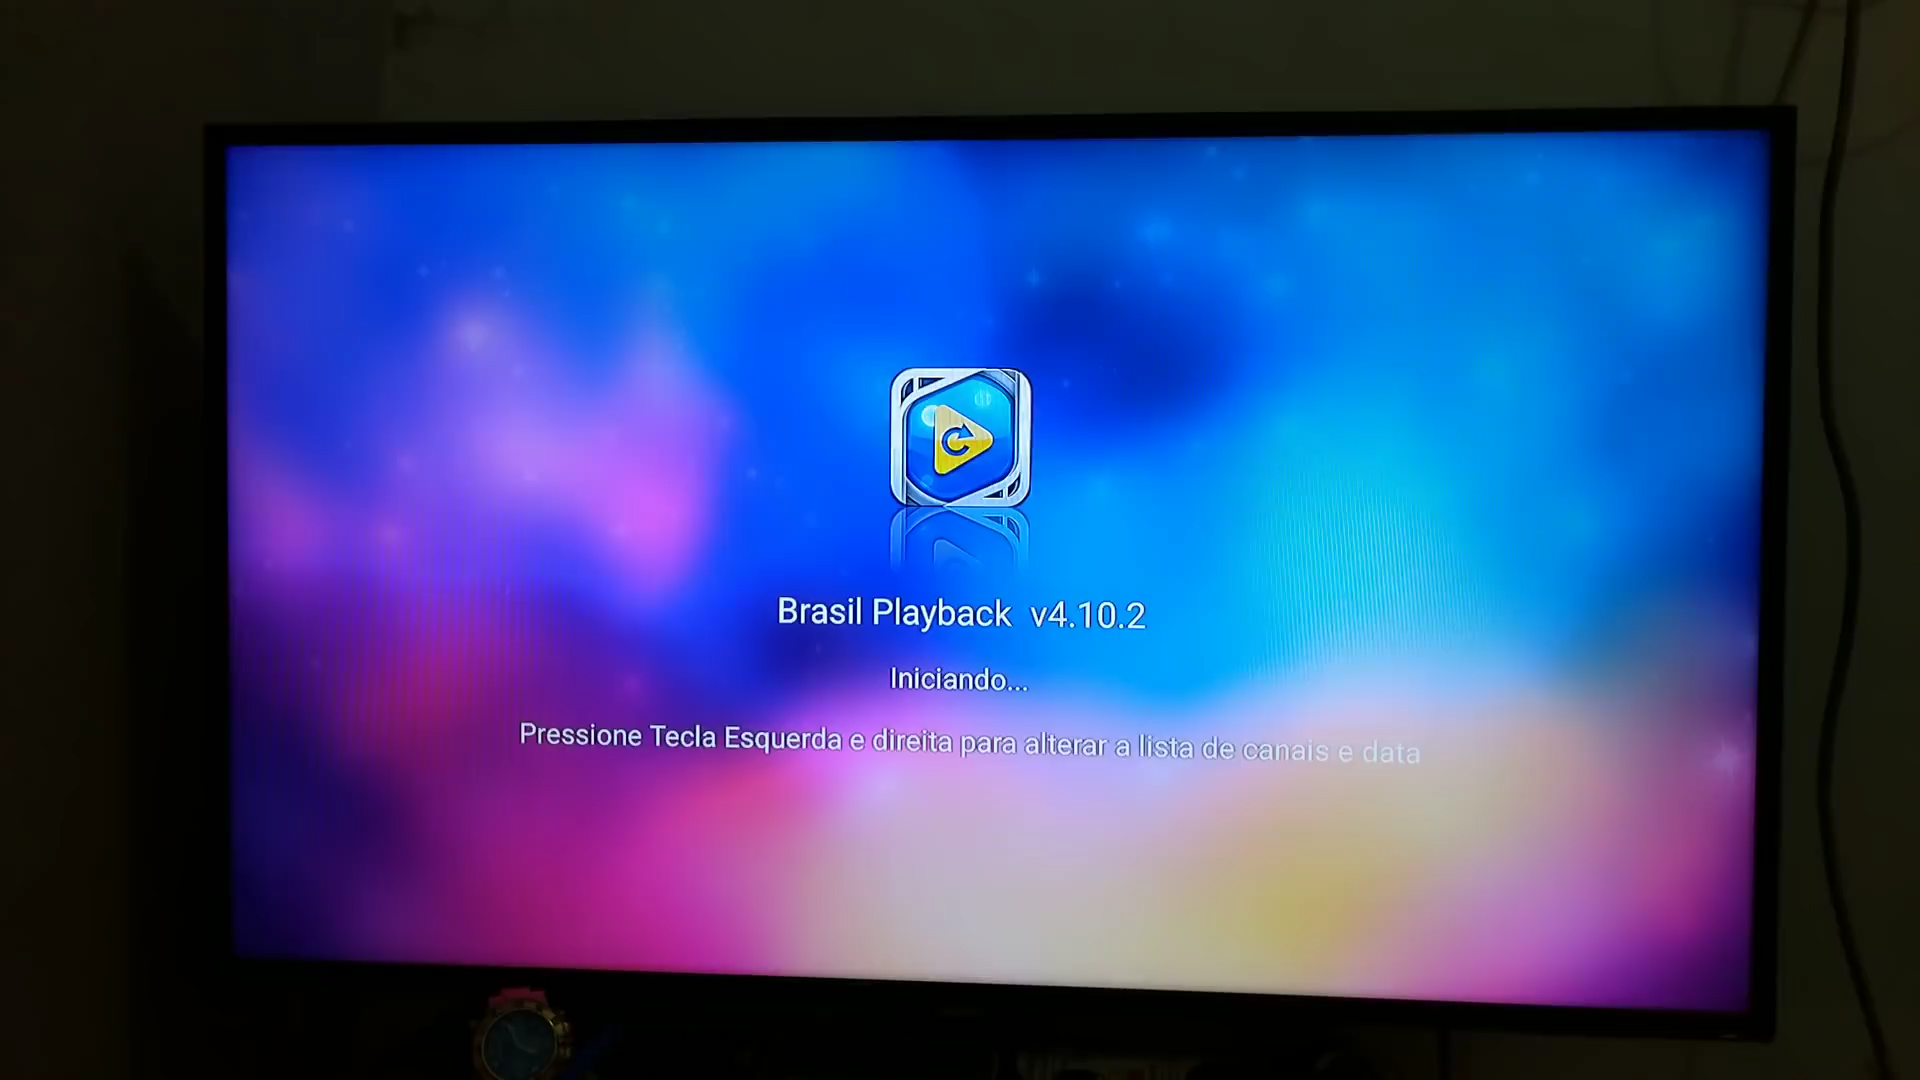 Brasil Playback v4.10.2
Iniciando...
Pressione Tecla Esquerda e direita para alterar a lista de canais e data